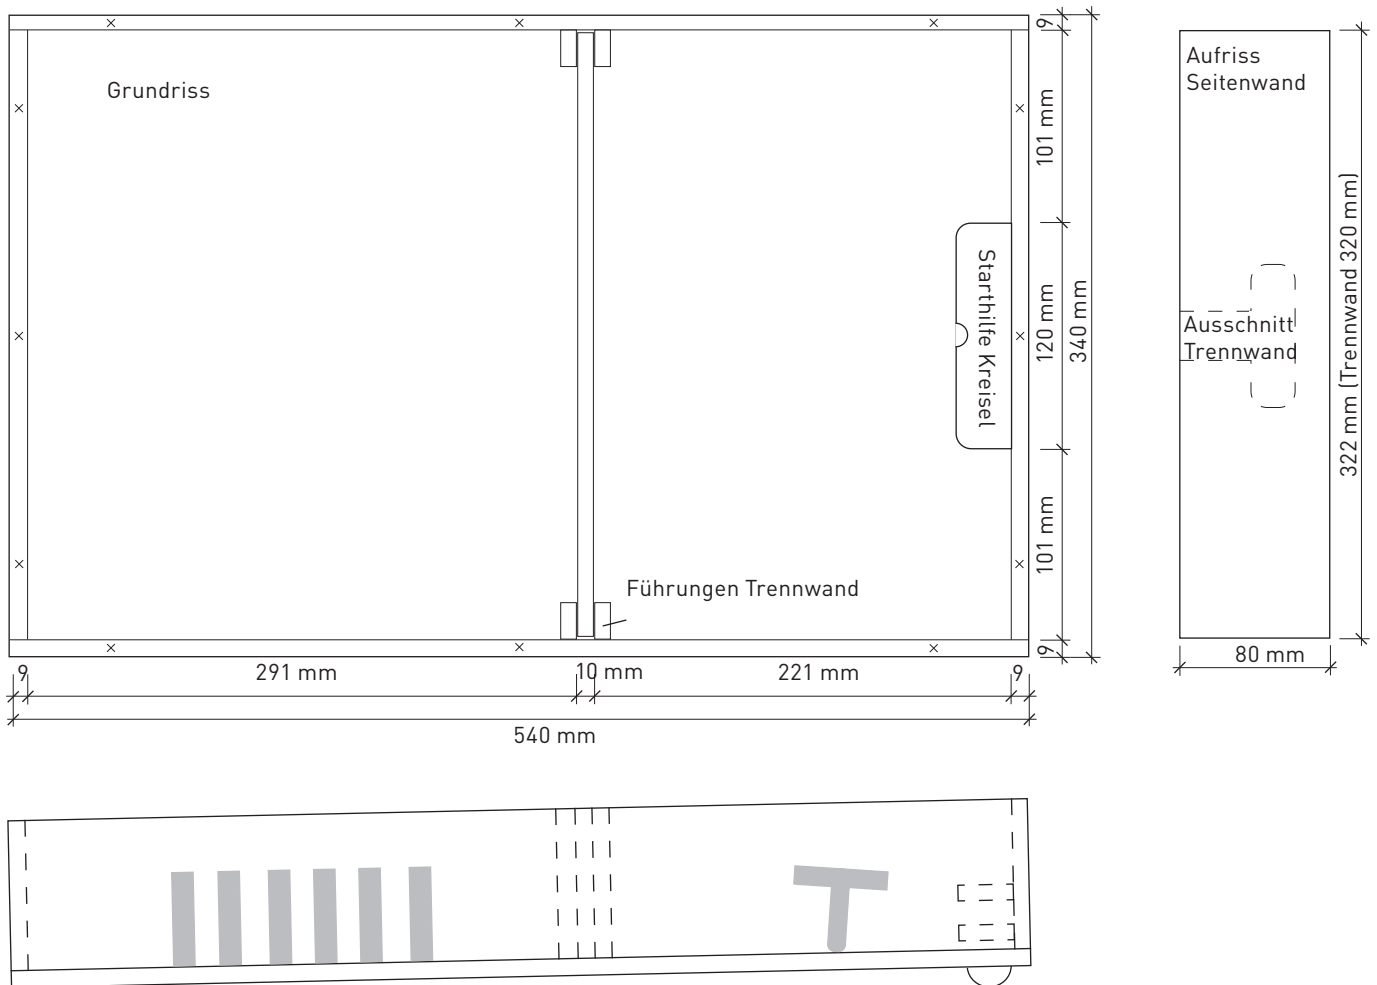 Grundriss
9
101 mm
120 mm
340 mm
101 mm
9
Starthilfe Kreisel
Führungen Trennwand
9
291 mm
10 mm
221 mm
9
540 mm
Aufriss
Seitenwand
Ausschnitt
Trennwand
322 mm (Trennwand 320 mm)
80 mm